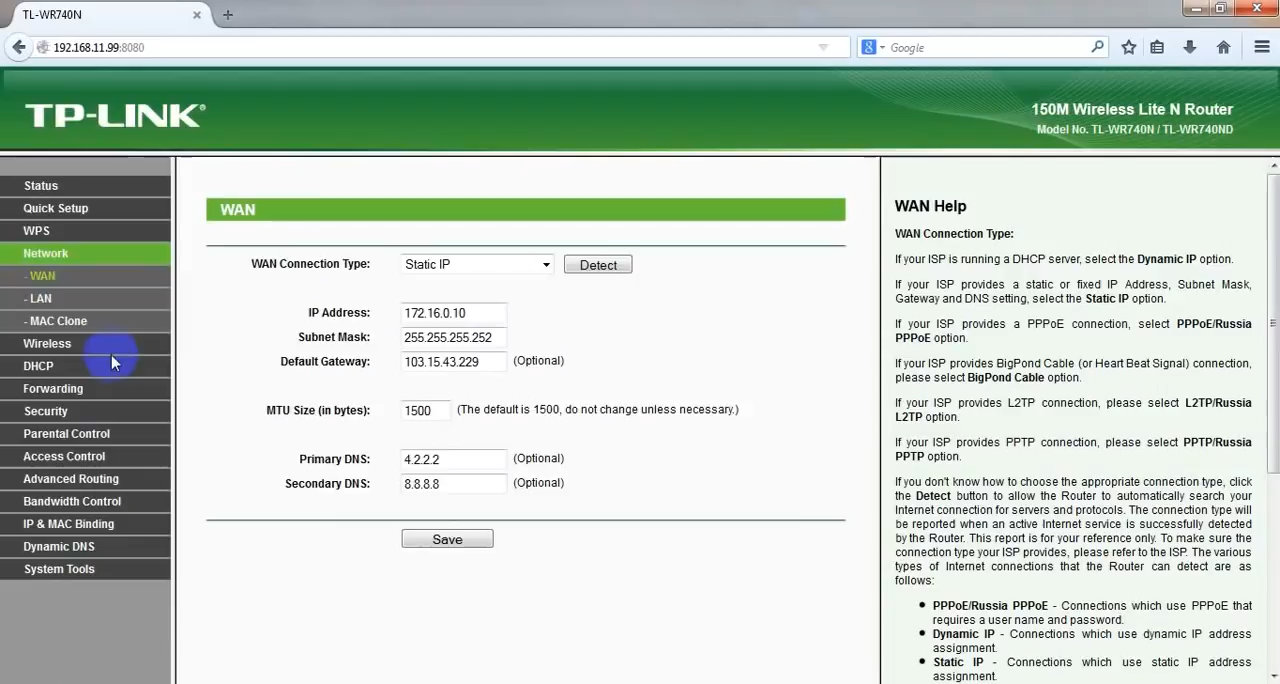 TL-WR740N
192.168.11.99:8080
Google
TP-LINK®
150M Wireless Lite N Router
Model No. TL-WR740N / TL-WR740ND
Status
Quick Setup
WPS
Network
- WAN
- LAN
- MAC Clone
Wireless
DHCP
Forwarding
Security
Parental Control
Access Control
Advanced Routing
Bandwidth Control
IP & MAC Binding
Dynamic DNS
System Tools
WAN
WAN Connection Type: Static IP Detect
IP Address: 172.16.0.10
Subnet Mask: 255.255.255.252
Default Gateway: 103.15.43.229 (Optional)
MTU Size (in bytes): 1500 (The default is 1500, do not change unless necessary.)
Primary DNS: 4.2.2.2 (Optional)
Secondary DNS: 8.8.8.8 (Optional)
Save
WAN Help
WAN Connection Type:
If your ISP is running a DHCP server, select the Dynamic IP option.
If your ISP provides a static or fixed IP Address, Subnet Mask,
Gateway and DNS setting, select the Static IP option.
If your ISP provides a PPPoE connection, select PPPoE/Russia
PPPoE option.
If your ISP provides BigPond Cable (or Heart Beat Signal) connection,
please select BigPond Cable option.
If your ISP provides L2TP connection, please select L2TP/Russia
L2TP option.
If your ISP provides PPTP connection, please select PPTP/Russia
PPTP option.
If you don't know how to choose the appropriate connection type, click
the Detect button to allow the Router to automatically search your
Internet connection for servers and protocols. The connection type will
be reported when an active Internet service is successfully detected
by the Router. This report is for your reference only. To make sure the
connection type your ISP provides, please refer to the ISP. The various
types of Internet connections that the Router can detect are as
follows:
• PPPoE/Russia PPPoE - Connections which use PPPoE that
requires a user name and password.
• Dynamic IP - Connections which use dynamic IP address
assignment.
• Static IP - Connections which use static IP address
assignment.